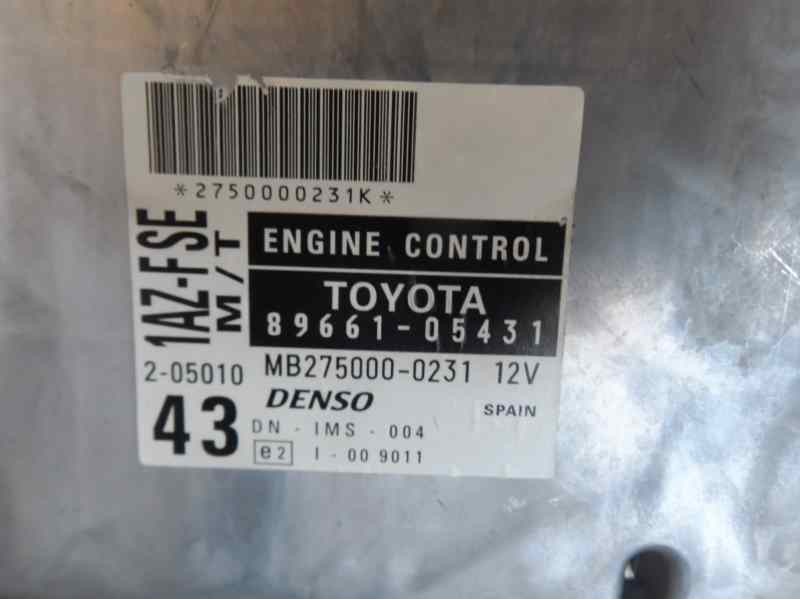 *2750000231K*
1AZ-FSE
M/T
ENGINE CONTROL
TOYOTA
89661-05431
2-05010
MB275000-0231 12V
43
DENSO
SPAIN
DN - IMS - 004
e2 I - 00 9011